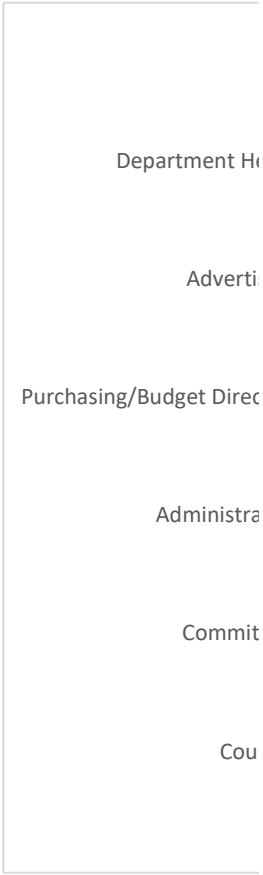 Department He
Adverti
Purchasing/Budget Direc
Administra
Commit
Cou